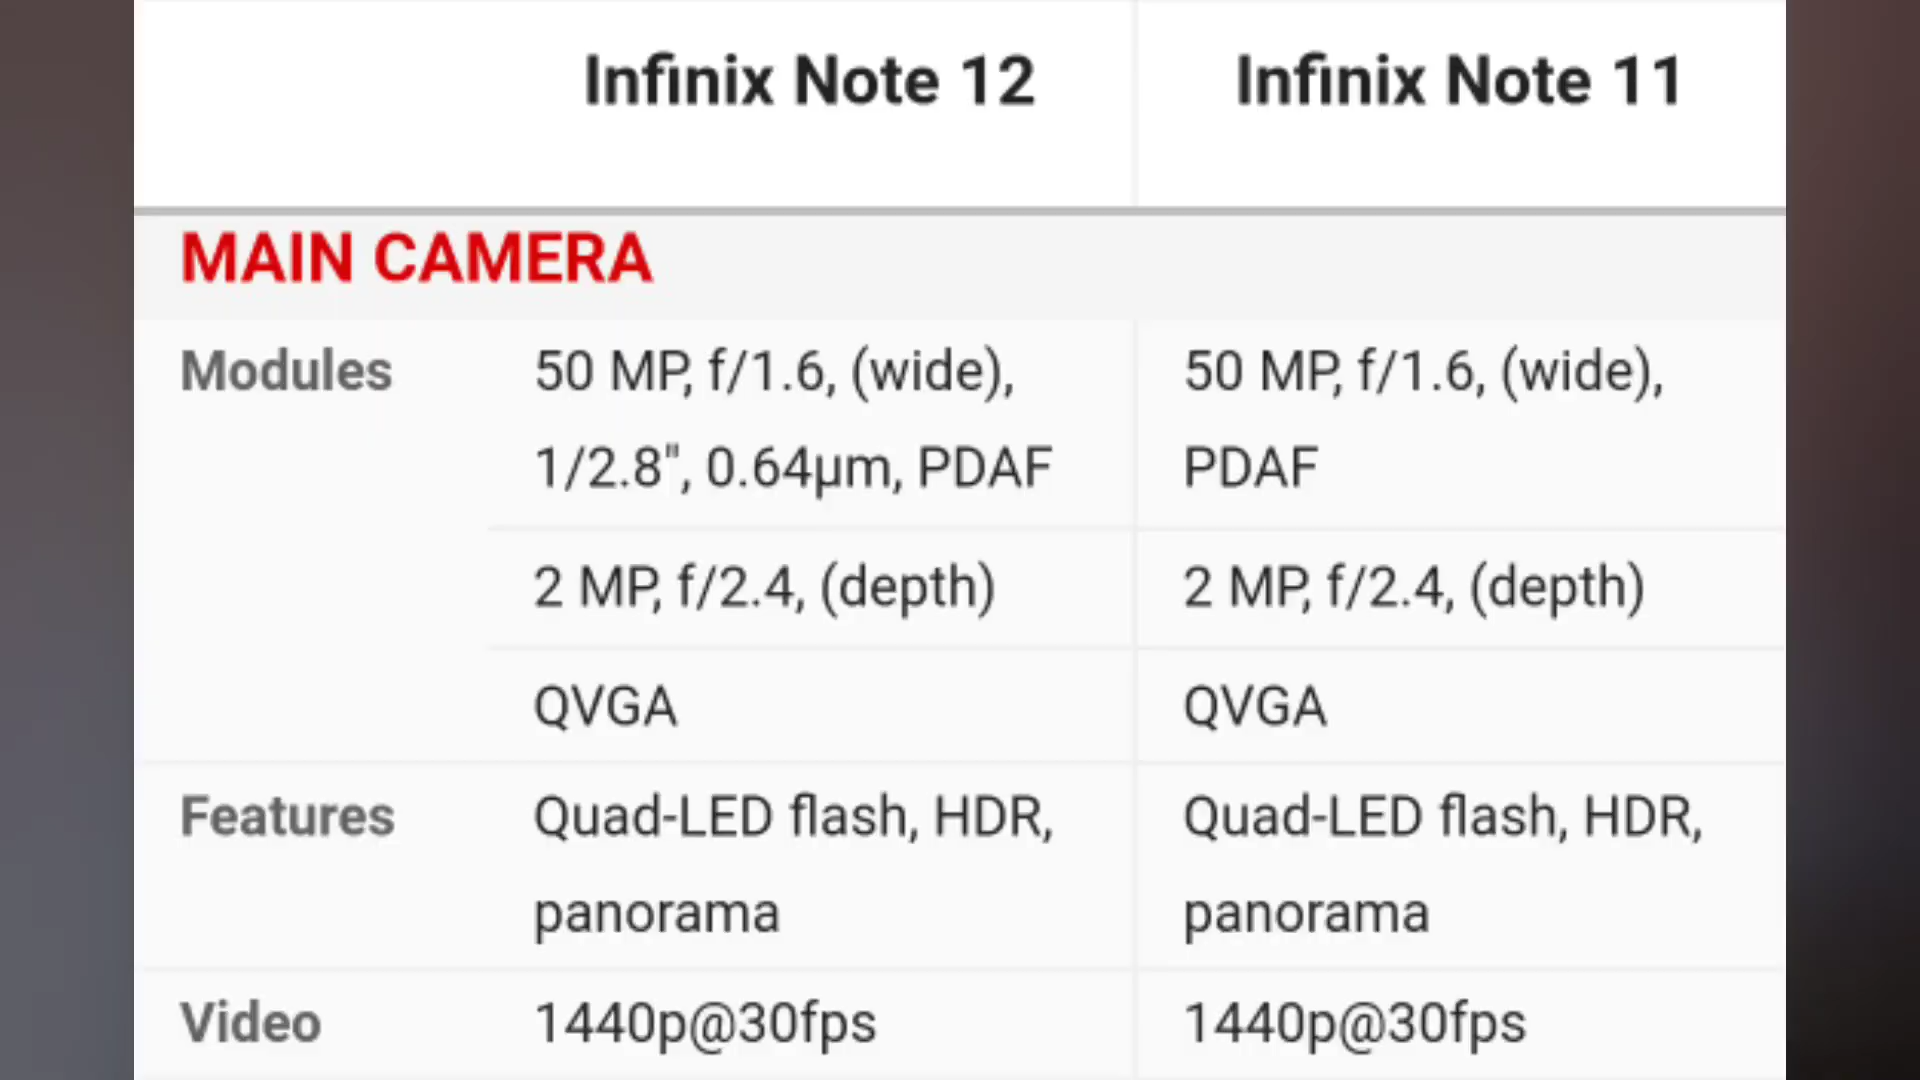 Infinix Note 12 Infinix Note 11
MAIN CAMERA
Modules 50 MP, f/1.6, (wide), 50 MP, f/1.6, (wide),
1/2.8", 0.64µm, PDAF PDAF
2 MP, f/2.4, (depth) 2 MP, f/2.4, (depth)
QVGA QVGA
Features Quad-LED flash, HDR, Quad-LED flash, HDR,
panorama panorama
Video 1440p@30fps 1440p@30fps